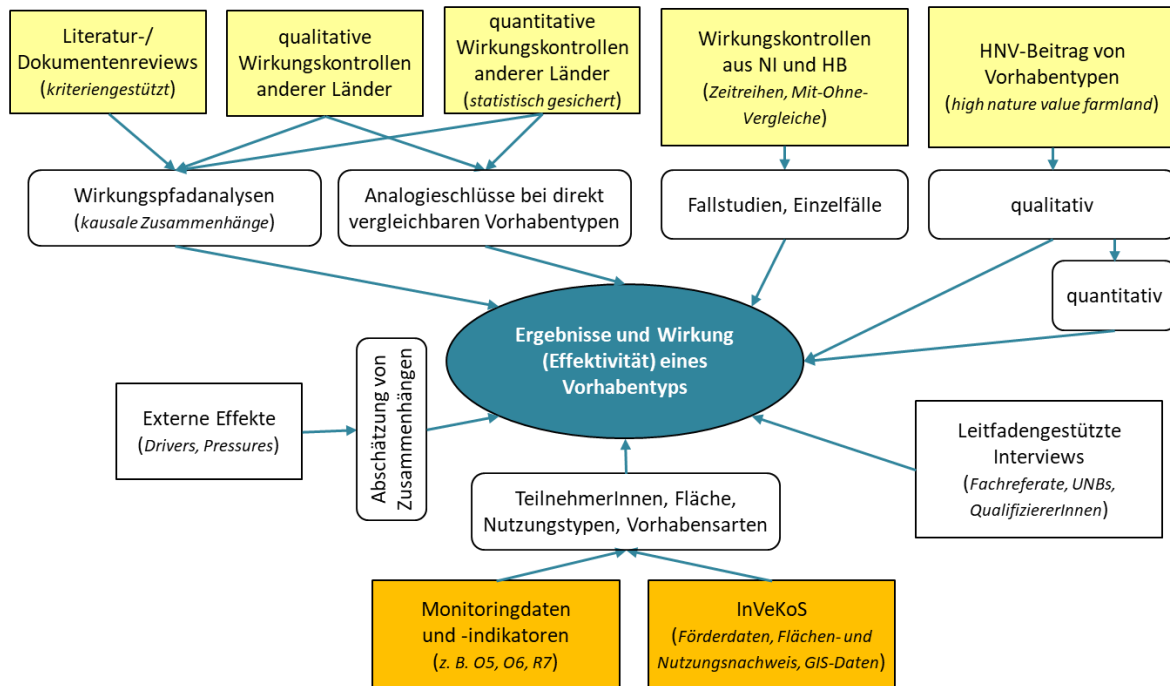 Literatur-/
Dokumentenreviews
(kriteriengestützt)
qualitative
Wirkungskontrollen
anderer Länder
quantitative
Wirkungskontrollen
anderer Länder
(statistisch gesichert)
Wirkungskontrollen
aus NI und HB
(Zeitreihen, Mit-Ohne-
Vergleiche)
HNV-Beitrag von
Vorhabentypen
(high nature value farmland)
Wirkungspfadanalysen
(kausale Zusammenhänge)
Analogieschlüsse bei direkt
vergleichbaren Vorhabentypen
Fallstudien, Einzelfälle
qualitativ
quantitativ
Ergebnisse und Wirkung
(Effektivität) eines
Vorhabentyps
Externe Effekte
(Drivers, Pressures)
Abschätzung von
Zusammenhängen
Leitfadengestützte
Interviews
(Fachreferate, UNBs,
QualifiziererInnen)
TeilnehmerInnen, Fläche,
Nutzungstypen, Vorhabensarten
Monitoringdaten
und -indikatoren
(z. B. O5, O6, R7)
InVeKoS
(Förderdaten, Flächen- und
Nutzungsnachweis, GIS-Daten)